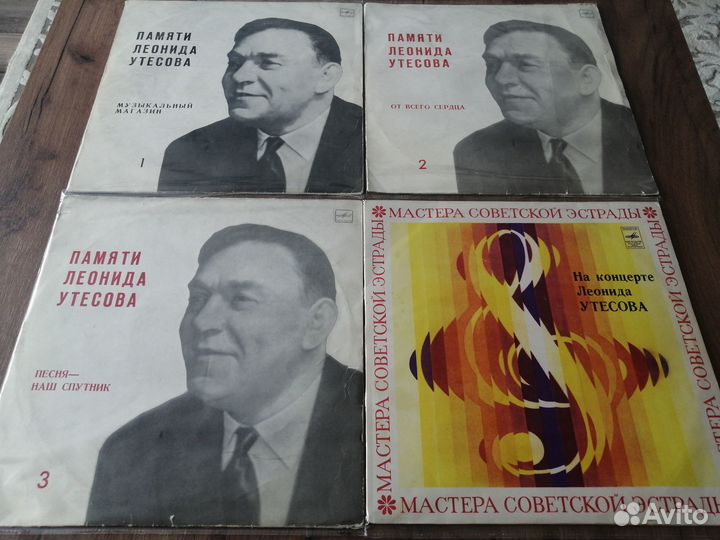 ПАМЯТИ
ЛЕОНИДА
УТЕСОВА
МУЗЫКАЛЬНЫЙ
МАГАЗИН
1
ПАМЯТИ
ЛЕОНИДА
УТЕСОВА
ОТ ВСЕГО СЕРДЦА
2
ПАМЯТИ
ЛЕОНИДА
УТЕСОВА
ПЕСНЯ—
НАШ СПУТНИК
3
МАСТЕРА СОВЕТСКОЙ ЭСТРАДЫ
МАСТЕРА СОВЕТСКОЙ ЭСТРАДЫ
На концерте
Леонида
УТЕСОВА
МАСТЕРА СОВЕТСКОЙ ЭСТРАДЫ
МАСТЕРА СОВЕТСКОЙ ЭСТРАДЫ
Avito